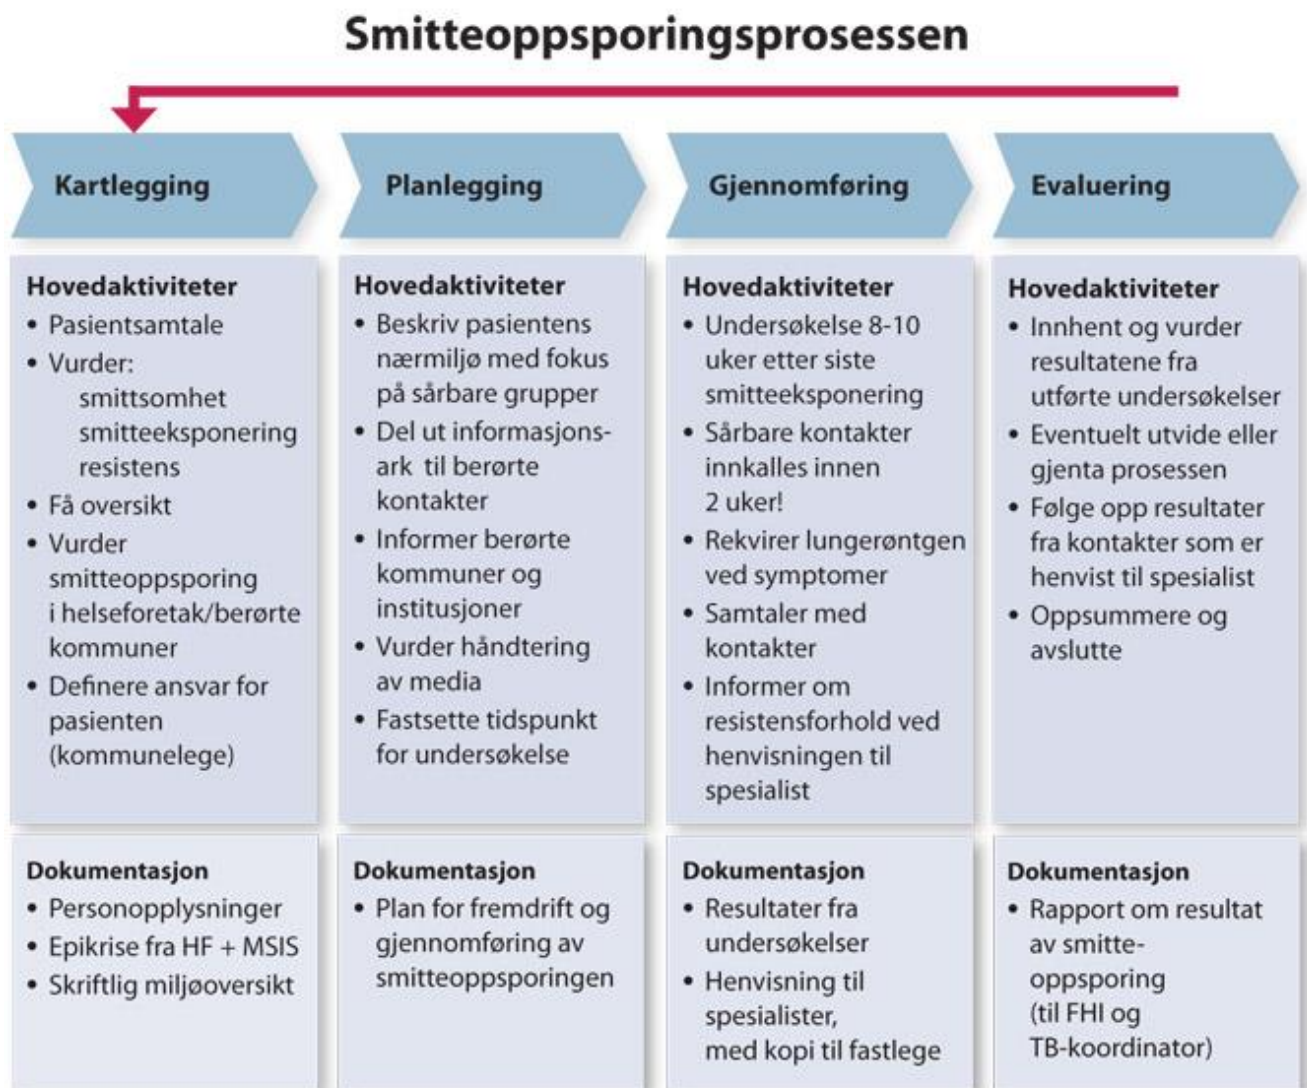 Smitteoppsporingsprosessen
Kartlegging
Planlegging
Gjennomføring
Evaluering
Hovedaktiviteter
• Pasientsamtale
• Vurder:
smittsomhet
smitteeksponering
resistens
• Få oversikt
• Vurder
smitteoppsporing
i helseforetak/berørte
kommuner
• Definere ansvar for
pasienten
(kommunelege)
Hovedaktiviteter
• Beskriv pasientens
nærmiljø med fokus
på sårbare grupper
• Del ut informasjons-
ark til berørte
kontakter
• Informer berørte
kommuner og
institusjoner
• Vurder håndtering
av media
• Fastsette tidspunkt
for undersøkelse
Hovedaktiviteter
• Undersøkelse 8-10
uker etter siste
smitteeksponering
• Sårbare kontakter
innkalles innen
2 uker!
• Rekvirer lungerøntgen
ved symptomer
• Samtaler med
kontakter
• Informer om
resistensforhold ved
henvisningen til
spesialist
Hovedaktiviteter
• Innhent og vurder
resultatene fra
utførte undersøkelser
• Eventuelt utvide eller
gjenta prosessen
• Følge opp resultater
fra kontakter som er
henvist til spesialist
• Oppsummere og
avslutte
Dokumentasjon
• Personopplysninger
• Epikrise fra HF + MSIS
• Skriftlig miljøoversikt
Dokumentasjon
• Plan for fremdrift og
gjennomføring av
smitteoppsporingen
Dokumentasjon
• Resultater fra
undersøkelser
• Henvisning til
spesialister,
med kopi til fastlege
Dokumentasjon
• Rapport om resultat
av smitte-
oppsporing
(til FHI og
TB-koordinator)